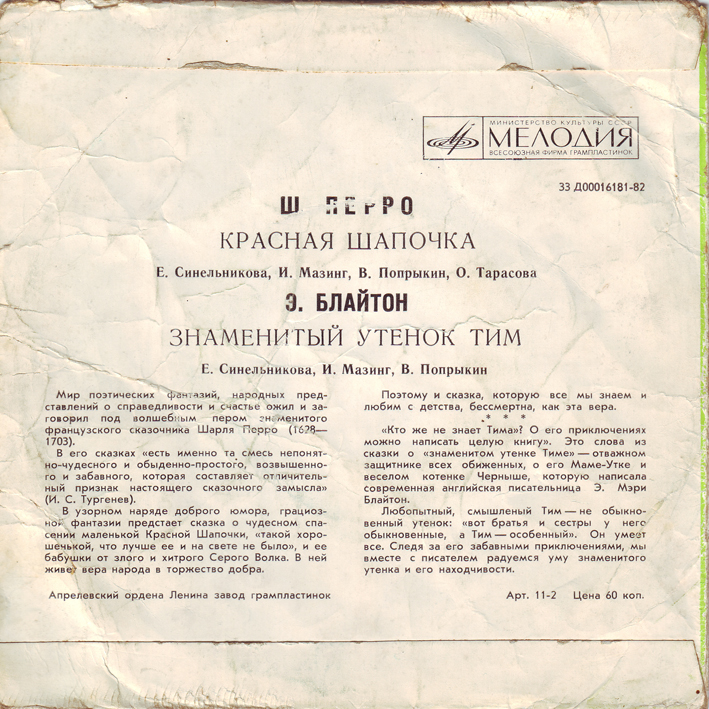 МИНИСТЕРСТВО КУЛЬТУРЫ СССР
МЕЛОДИЯ
ВСЕСОЮЗНАЯ ФИРМА ГРАМПЛАСТИНОК
33 Д00016181-82
Ш ПЕРРО
КРАСНАЯ ШАПОЧКА
Е. Синельникова, И. Мазинг, В. Попрыкин, О. Тарасова
Э. БЛАЙТОН
ЗНАМЕНИТЫЙ УТЕНОК ТИМ
Е. Синельникова, И. Мазинг, В. Попрыкин
Мир поэтических фантазий, народных пред-
ставлений о справедливости и счастье ожил и за-
говорил под волшебным пером знаменитого
французского сказочника Шарля Перро (1628—
1703).
В его сказках «есть именно та смесь непонят-
но-чудесного и обыденно-простого, возвышенно-
го и забавного, которая составляет отличитель-
ный признак настоящего сказочного замысла»
(И. С. Тургенев).
В узорном наряде доброго юмора, грациоз-
ной фантазии предстает сказка о чудесном спа-
сении маленькой Красной Шапочки, «такой хоро-
шенькой, что лучше ее и на свете не было», и ее
бабушки от злого и хитрого Серого Волка. В ней
живет вера народа в торжество добра.
Апрелевский ордена Ленина завод грампластинок
Поэтому и сказка, которую все мы знаем и
любим с детства, бессмертна, как эта вера.
* * *
«Кто же не знает Тима»? О его приключениях
можно написать целую книгу». Это слова из
сказки о «знаменитом утенке Тиме» — отважном
защитнике всех обиженных, о его Маме-Утке и
веселом котенке Черныше, которую написала
современная английская писательница Э. Мэри
Блайтон.
Любопытный, смышленый Тим — не обыкно-
венный утенок: «вот братья и сестры у него
обыкновенные, а Тим — особенный». Он умеет
все. Следя за его забавными приключениями, мы
вместе с писателем радуемся уму знаменитого
утенка и его находчивости.
Арт. 11-2 Цена 60 коп.